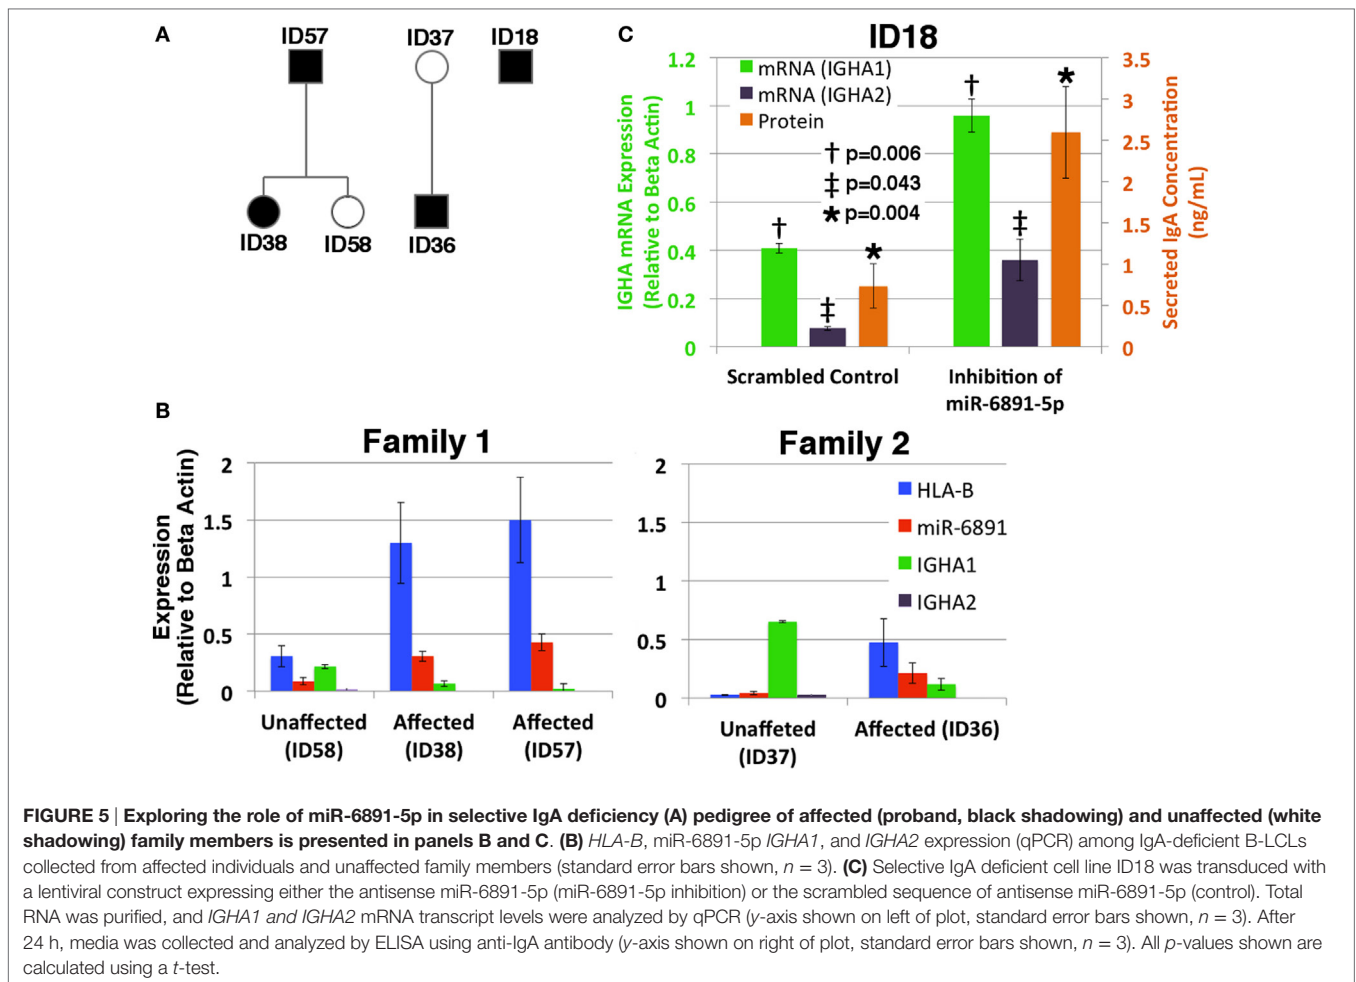 A
ID57
ID37
ID18
ID38
ID58
ID36
C
ID18
IGHA mRNA Expression
(Relative to Beta Actin)
1.2
1
0.8
0.6
0.4
0.2
0
mRNA (IGHA1)
mRNA (IGHA2)
Protein
† p=0.006
‡ p=0.043
* p=0.004
†
‡
*
†
‡
*
3.5
3
2.5
2
1.5
1
0.5
0
Secreted IgA Concentration
(ng/mL)
Scrambled Control
Inhibition of
miR-6891-5p
B
Family 1
Expression
(Relative to Beta Actin)
2
1.5
1
0.5
0
Unaffected
(ID58)
Affected
(ID38)
Affected
(ID57)
Family 2
2
1.5
1
0.5
0
HLA-B
miR-6891
IGHA1
IGHA2
Unaffeted
(ID37)
Affected (ID36)
FIGURE 5 | Exploring the role of miR-6891-5p in selective IgA deficiency (A) pedigree of affected (proband, black shadowing) and unaffected (white
shadowing) family members is presented in panels B and C. (B) HLA-B, miR-6891-5p IGHA1, and IGHA2 expression (qPCR) among IgA-deficient B-LCLs
collected from affected individuals and unaffected family members (standard error bars shown, n = 3). (C) Selective IgA deficient cell line ID18 was transduced with
a lentiviral construct expressing either the antisense miR-6891-5p (miR-6891-5p inhibition) or the scrambled sequence of antisense miR-6891-5p (control). Total
RNA was purified, and IGHA1 and IGHA2 mRNA transcript levels were analyzed by qPCR (y-axis shown on left of plot, standard error bars shown, n = 3). After
24 h, media was collected and analyzed by ELISA using anti-IgA antibody (y-axis shown on right of plot, standard error bars shown, n = 3). All p-values shown are
calculated using a t-test.